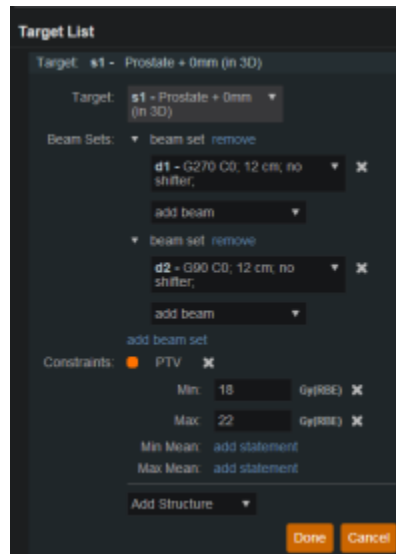 Target List
Target: s1 - Prostate + 0mm (in 3D)
Target: s1 - Prostate + 0mm
(in 3D)
Beam Sets: beam set remove
d1 - G270 C0; 12 cm; no
shifter;
add beam
beam set remove
d2 - G90 C0; 12 cm; no
shifter;
add beam
add beam set
Constraints: PTV
Min: 18 Gy(RBE)
Max: 22 Gy(RBE)
Min Mean: add statement
Max Mean: add statement
Add Structure
Done Cancel